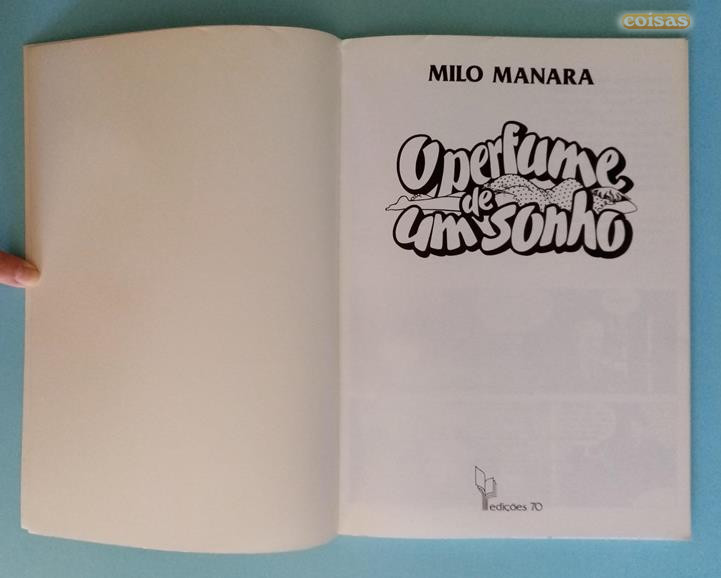 coisas
MILO MANARA
O perfume
de
um sonho
edições 70